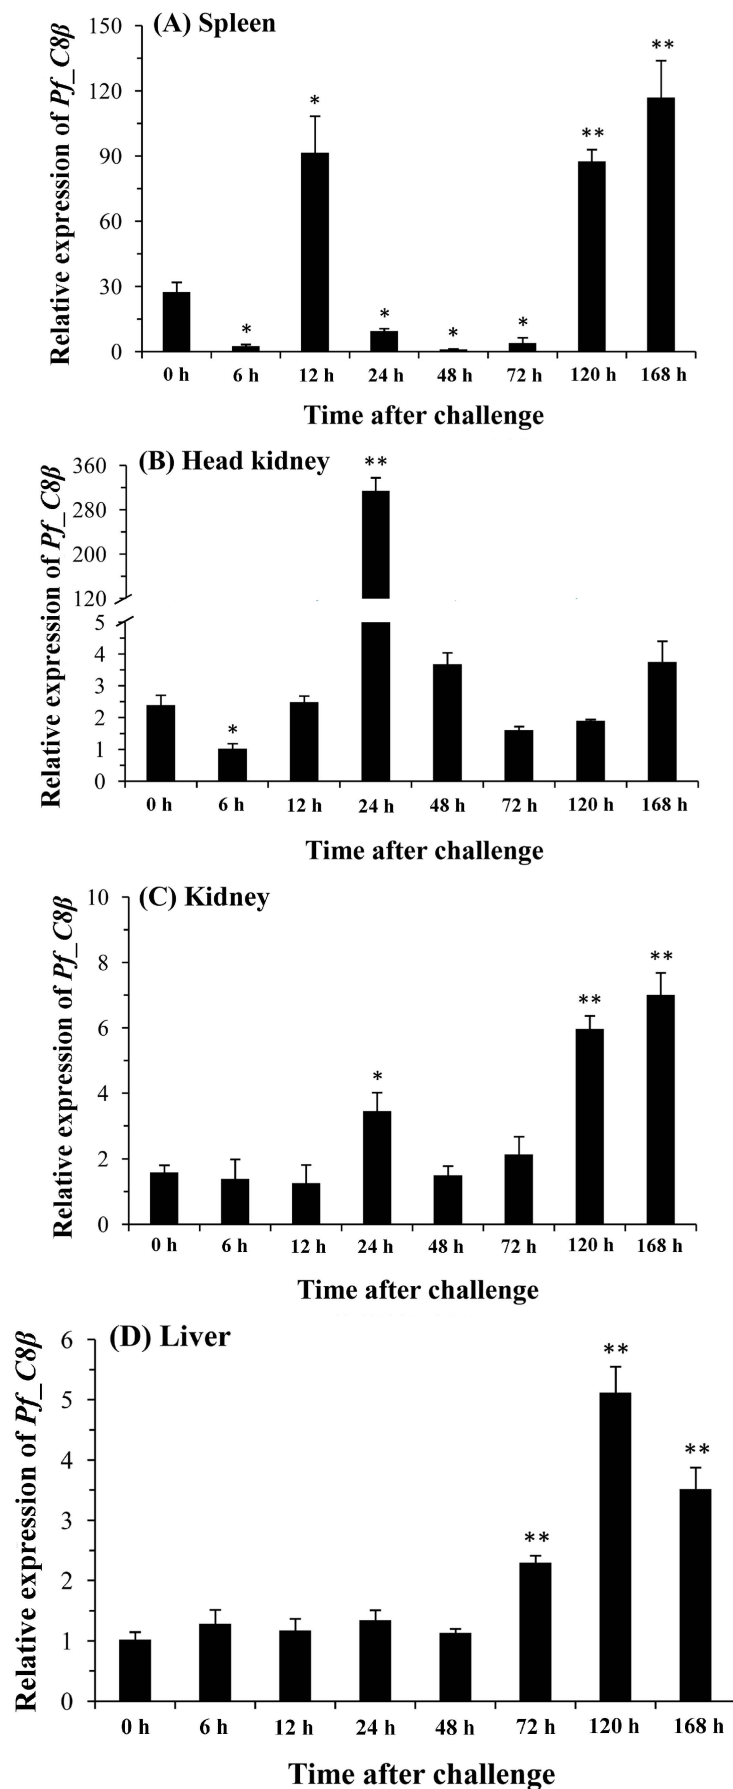 (A) Spleen
Relative expression of Pf_C8β
150
120
90
60
30
0
*
*
*
*
*
**
**
0 h 6 h 12 h 24 h 48 h 72 h 120 h 168 h
Time after challenge
(B) Head kidney
Relative expression of Pf_C8β
360
280
200
120
5
4
3
2
1
0
*
**
0 h 6 h 12 h 24 h 48 h 72 h 120 h 168 h
Time after challenge
(C) Kidney
Relative expression of Pf_C8β
10
8
6
4
2
0
*
**
**
0 h 6 h 12 h 24 h 48 h 72 h 120 h 168 h
Time after challenge
(D) Liver
Relative expression of Pf_C8β
6
5
4
3
2
1
0
**
**
**
0 h 6 h 12 h 24 h 48 h 72 h 120 h 168 h
Time after challenge